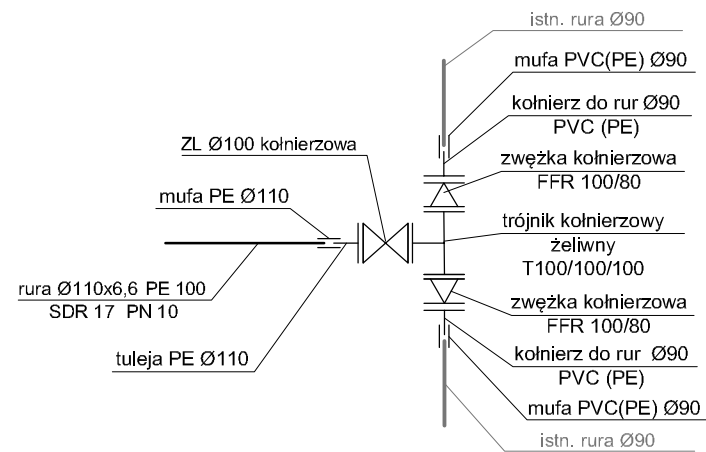 istn. rura Ø90
mufa PVC(PE) Ø90
kołnierz do rur Ø90
PVC (PE)
ZL Ø100 kołnierzowa
zwężka kołnierzowa
FFR 100/80
mufa PE Ø110
trójnik kołnierzowy
żeliwny
T100/100/100
rura Ø110x6,6 PE 100
SDR 17 PN 10
zwężka kołnierzowa
FFR 100/80
tuleja PE Ø110
kołnierz do rur Ø90
PVC (PE)
mufa PVC(PE) Ø90
istn. rura Ø90